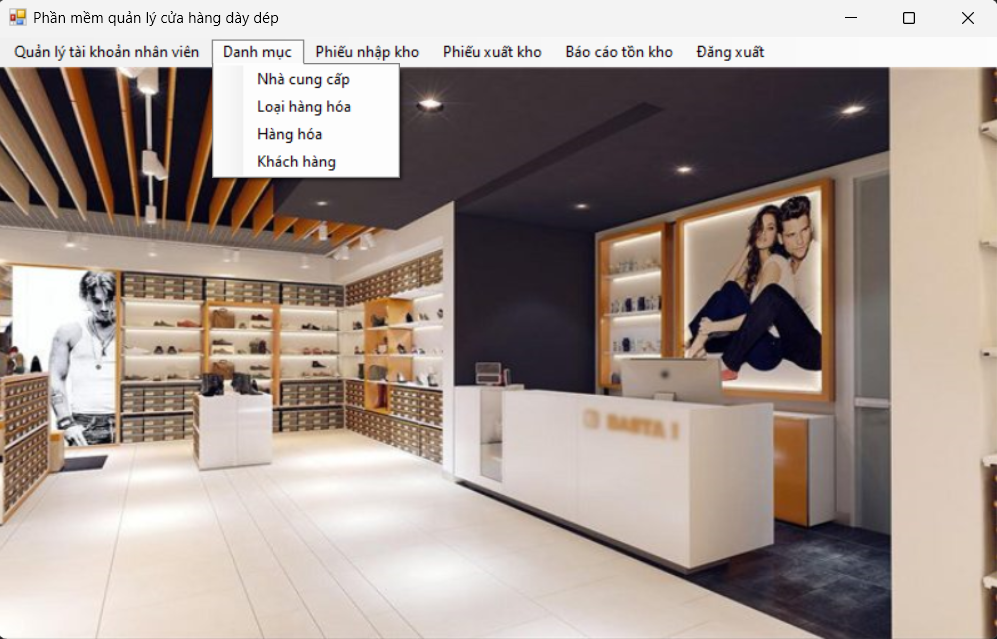 Phần mềm quản lý cửa hàng dày dép
Quản lý tài khoản nhân viên Danh mục Phiếu nhập kho Phiếu xuất kho Báo cáo tồn kho Đăng xuất
Nhà cung cấp
Loại hàng hóa
Hàng hóa
Khách hàng